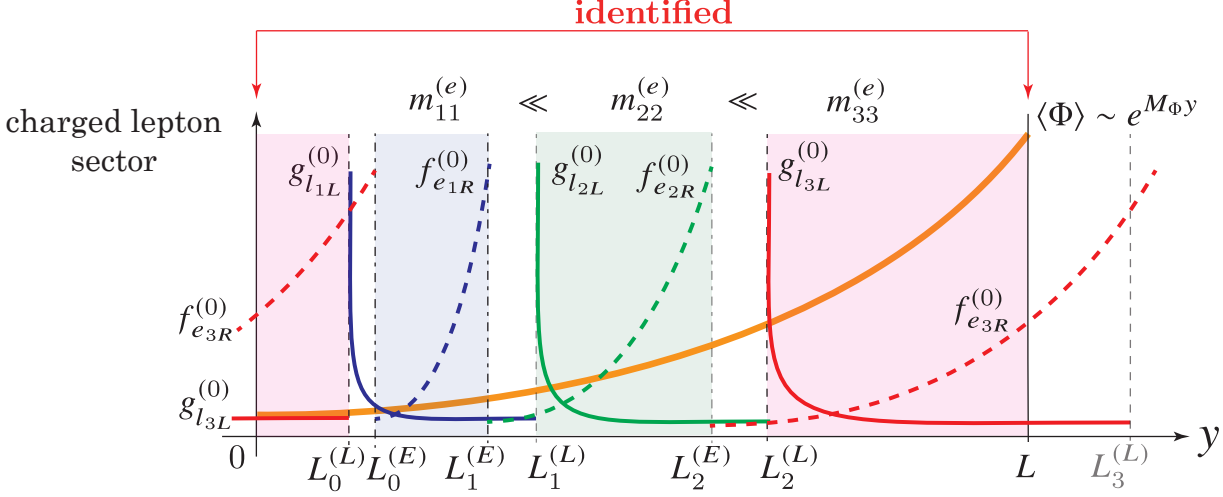 identified
m_{11}^{(e)} ≪ m_{22}^{(e)} ≪ m_{33}^{(e)}
charged lepton
sector
⟨Φ⟩ ∼ e^{M_Φ y}
g_{l_{1L}}^{(0)} f_{e_{1R}}^{(0)} g_{l_{2L}}^{(0)} f_{e_{2R}}^{(0)} g_{l_{3L}}^{(0)}
f_{e_{3R}}^{(0)} f_{e_{3R}}^{(0)}
g_{l_{3L}}^{(0)}
0 L_0^{(L)} L_0^{(E)} L_1^{(E)} L_1^{(L)} L_2^{(E)} L_2^{(L)} L L_3^{(L)} y